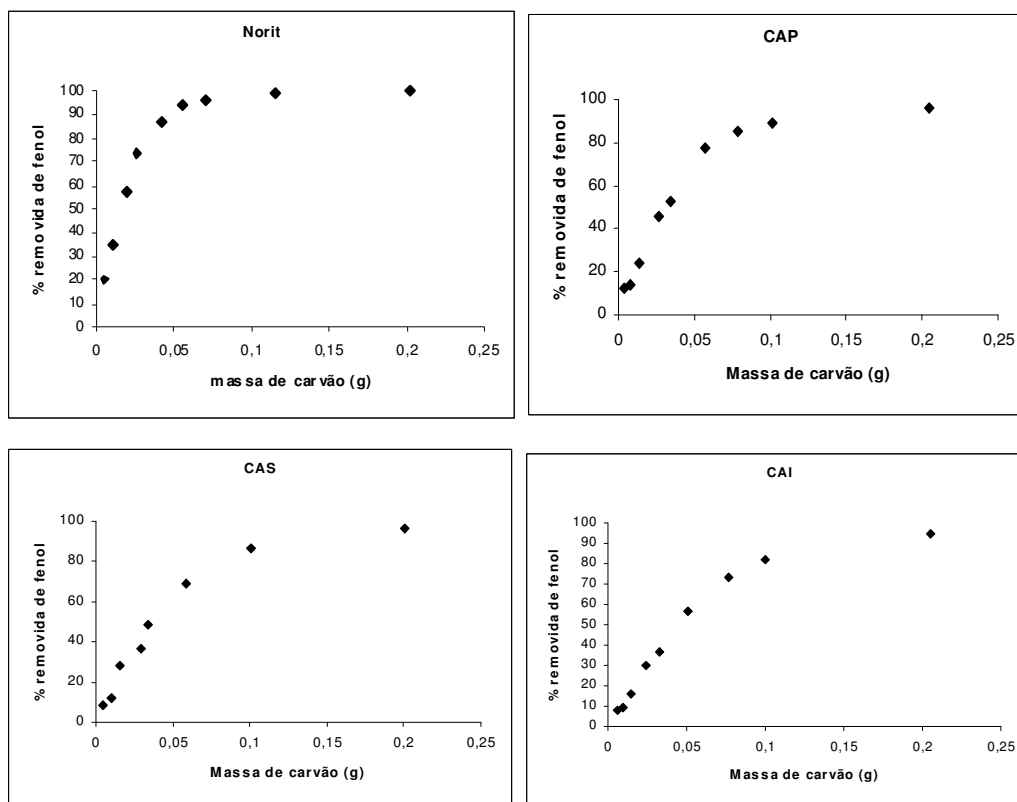 Norit
% removida de fenol
100
90
80
70
60
50
40
30
20
10
0
0 0,05 0,1 0,15 0,2 0,25
massa de carvão (g)
CAP
% removida de fenol
100
80
60
40
20
0
0 0,05 0,1 0,15 0,2 0,25
Massa de carvão (g)
CAS
% removida de fenol
100
80
60
40
20
0
0 0,05 0,1 0,15 0,2 0,25
Massa de carvão (g)
CAI
% removida de fenol
100
90
80
70
60
50
40
30
20
10
0
0 0,05 0,1 0,15 0,2 0,25
Massa de carvão (g)